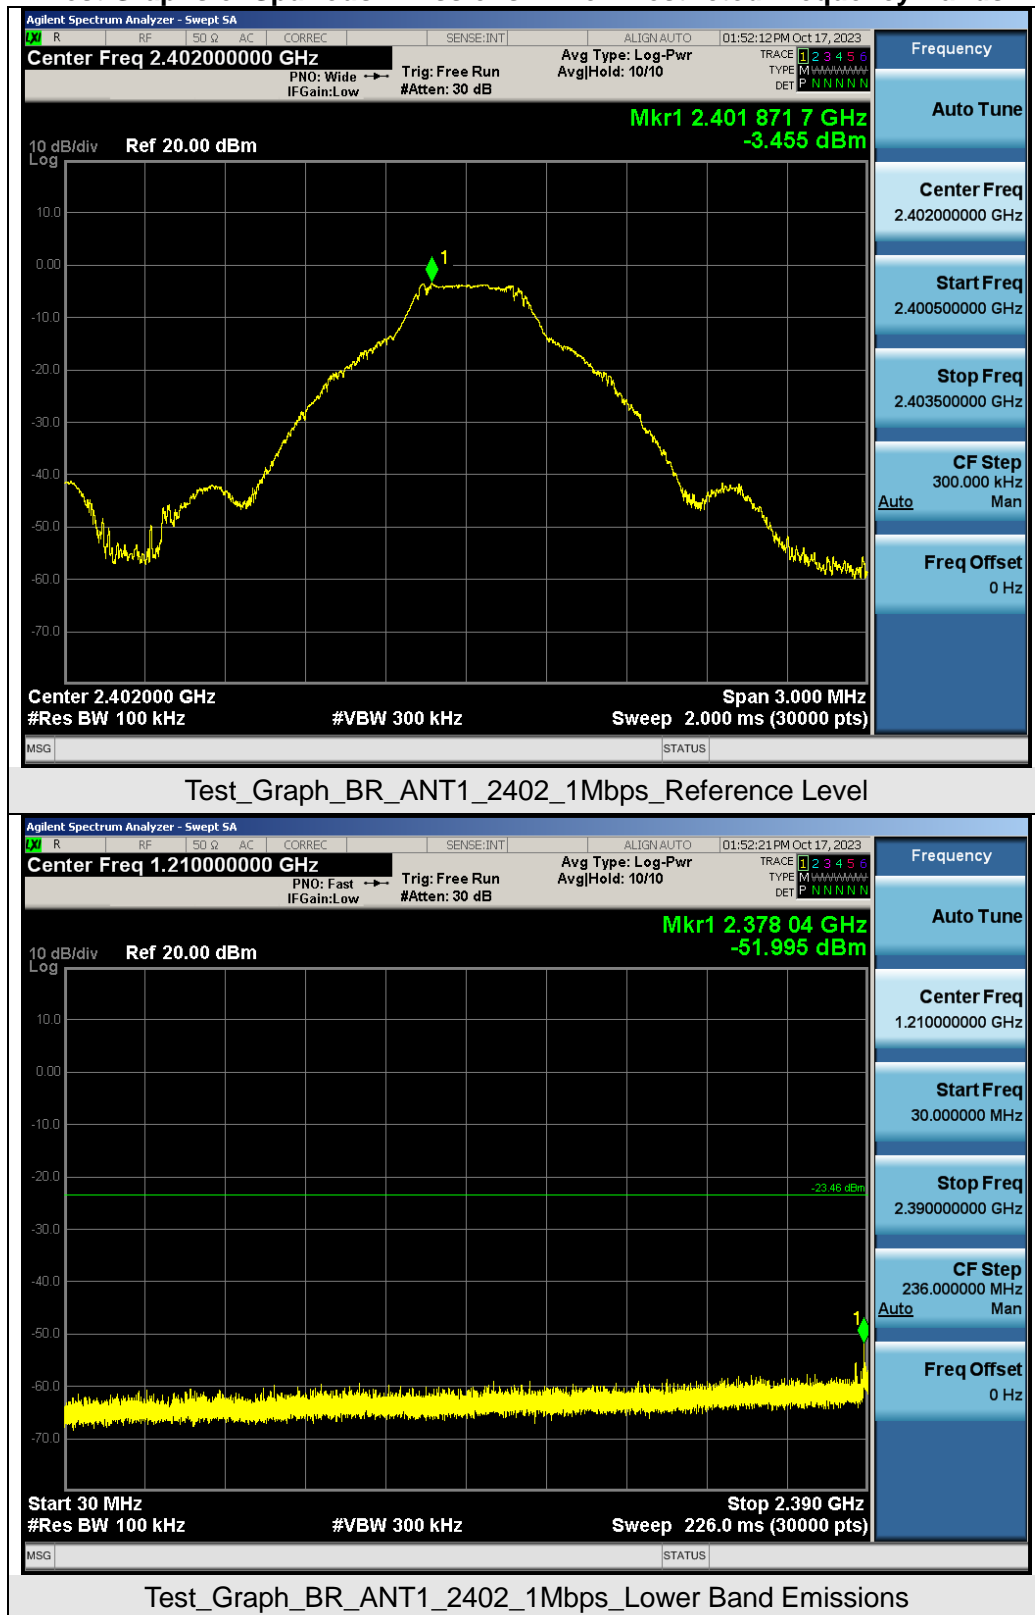 Agilent Spectrum Analyzer - Swept SA
LXI R RF 50 Ω AC CORREC SENSE:INT ALIGN AUTO 01:52:12 PM Oct 17, 2023
Center Freq 2.402000000 GHz
PNO: Wide
IFGain:Low
Trig: Free Run
#Atten: 30 dB
Avg Type: Log-Pwr
Avg|Hold: 10/10
TRACE 1 2 3 4 5 6
TYPE M
DET P N N N N N
Mkr1 2.401 871 7 GHz
-3.455 dBm
10 dB/div
Log
Ref 20.00 dBm
10.0
0.00
-10.0
-20.0
-30.0
-40.0
-50.0
-60.0
-70.0
1
Center 2.402000 GHz
#Res BW 100 kHz
#VBW 300 kHz
Span 3.000 MHz
Sweep 2.000 ms (30000 pts)
MSG
STATUS
Frequency
Auto Tune
Center Freq
2.402000000 GHz
Start Freq
2.400500000 GHz
Stop Freq
2.403500000 GHz
CF Step
300.000 kHz
Auto Man
Freq Offset
0 Hz
Test_Graph_BR_ANT1_2402_1Mbps_Reference Level
Agilent Spectrum Analyzer - Swept SA
LXI R RF 50 Ω AC CORREC SENSE:INT ALIGN AUTO 01:52:21 PM Oct 17, 2023
Center Freq 1.210000000 GHz
PNO: Fast
IFGain:Low
Trig: Free Run
#Atten: 30 dB
Avg Type: Log-Pwr
Avg|Hold: 10/10
TRACE 1 2 3 4 5 6
TYPE M
DET P N N N N N
Mkr1 2.378 04 GHz
-51.995 dBm
10 dB/div
Log
Ref 20.00 dBm
10.0
0.00
-10.0
-20.0
-30.0
-40.0
-50.0
-60.0
-70.0
-23.46 dBm
1
Start 30 MHz
#Res BW 100 kHz
#VBW 300 kHz
Stop 2.390 GHz
Sweep 226.0 ms (30000 pts)
MSG
STATUS
Frequency
Auto Tune
Center Freq
1.210000000 GHz
Start Freq
30.000000 MHz
Stop Freq
2.390000000 GHz
CF Step
236.000000 MHz
Auto Man
Freq Offset
0 Hz
Test_Graph_BR_ANT1_2402_1Mbps_Lower Band Emissions